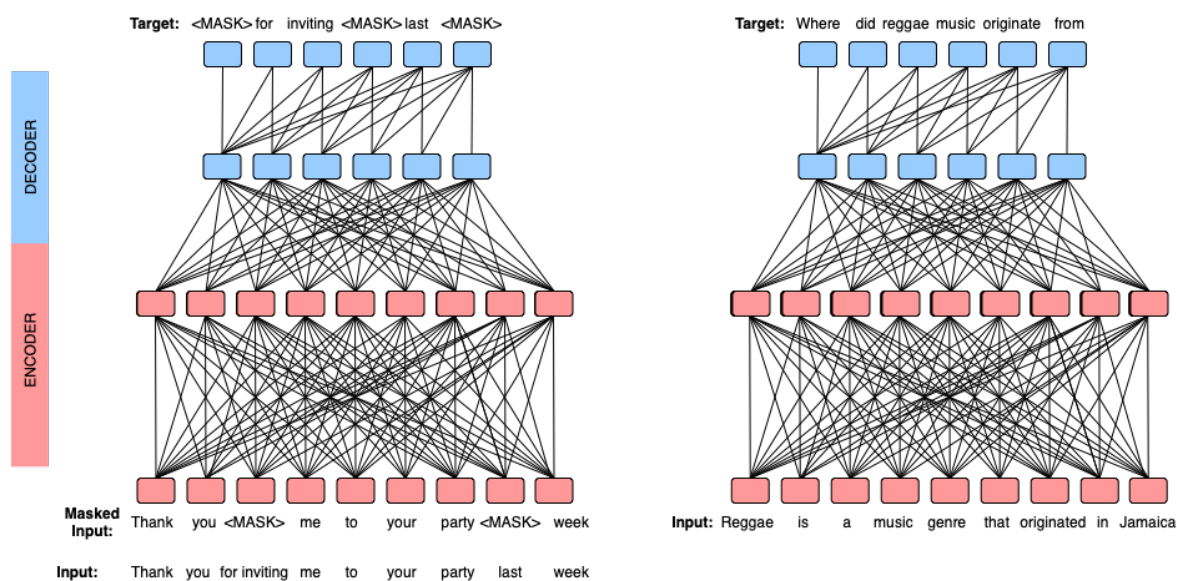 Target: <MASK> for inviting <MASK> last <MASK>
Target: Where did reggae music originate from
DECODER
ENCODER
Masked Input: Thank you <MASK> me to your party <MASK> week
Input: Reggae is a music genre that originated in Jamaica
Input: Thank you for inviting me to your party last week